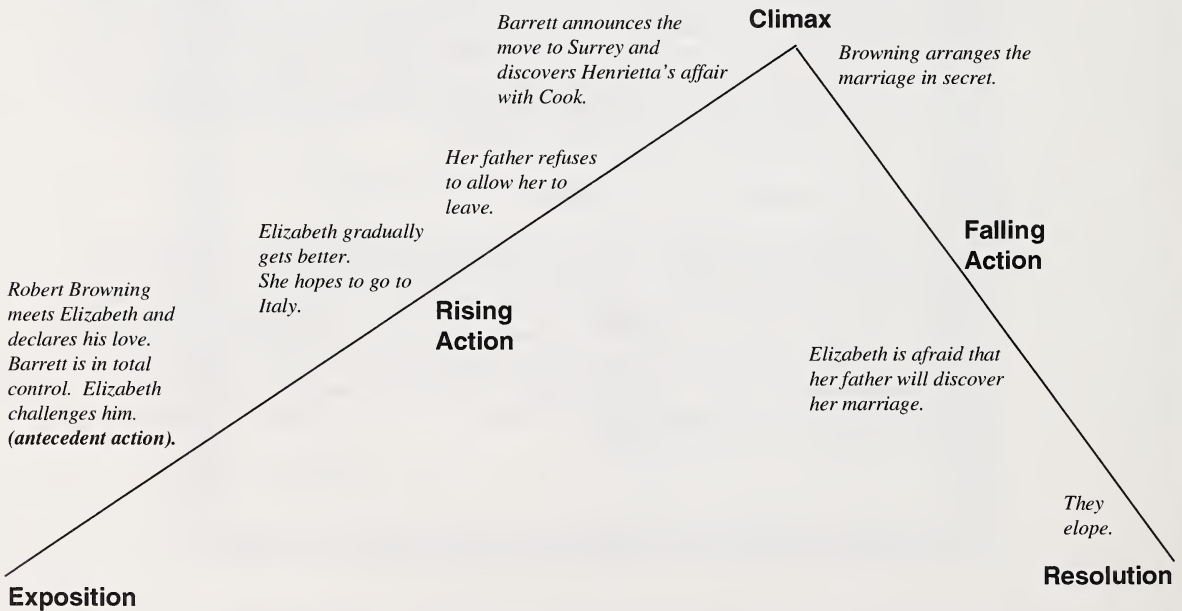 Climax
Barrett announces the
move to Surrey and
discovers Henrietta's affair
with Cook.
Browning arranges the
marriage in secret.
Her father refuses
to allow her to
leave.
Elizabeth gradually
gets better.
She hopes to go to
Italy.
Falling
Action
Robert Browning
meets Elizabeth and
declares his love.
Barrett is in total
control. Elizabeth
challenges him.
(antecedent action).
Rising
Action
Elizabeth is afraid that
her father will discover
her marriage.
They
elope.
Resolution
Exposition